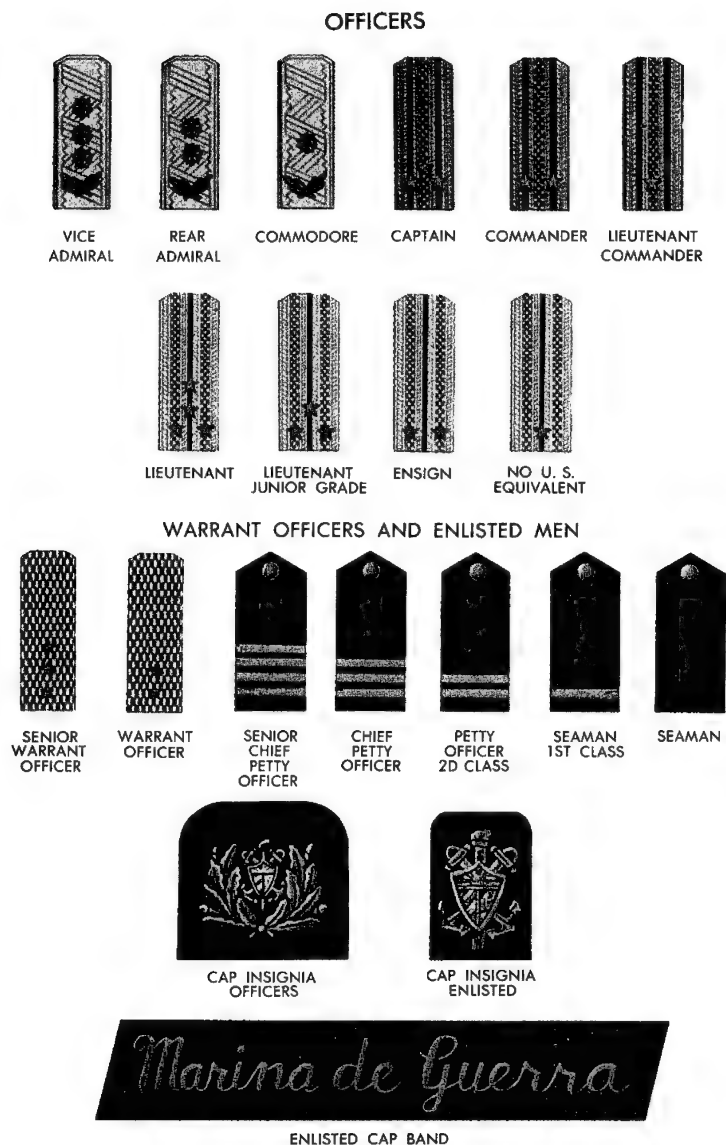 OFFICERS
VICE ADMIRAL
REAR ADMIRAL
COMMODORE
CAPTAIN
COMMANDER
LIEUTENANT COMMANDER
LIEUTENANT
LIEUTENANT JUNIOR GRADE
ENSIGN
NO U. S. EQUIVALENT
WARRANT OFFICERS AND ENLISTED MEN
SENIOR WARRANT OFFICER
WARRANT OFFICER
SENIOR CHIEF PETTY OFFICER
CHIEF PETTY OFFICER
PETTY OFFICER 2D CLASS
SEAMAN 1ST CLASS
SEAMAN
CAP INSIGNIA OFFICERS
CAP INSIGNIA ENLISTED
Marina de Guerra
ENLISTED CAP BAND